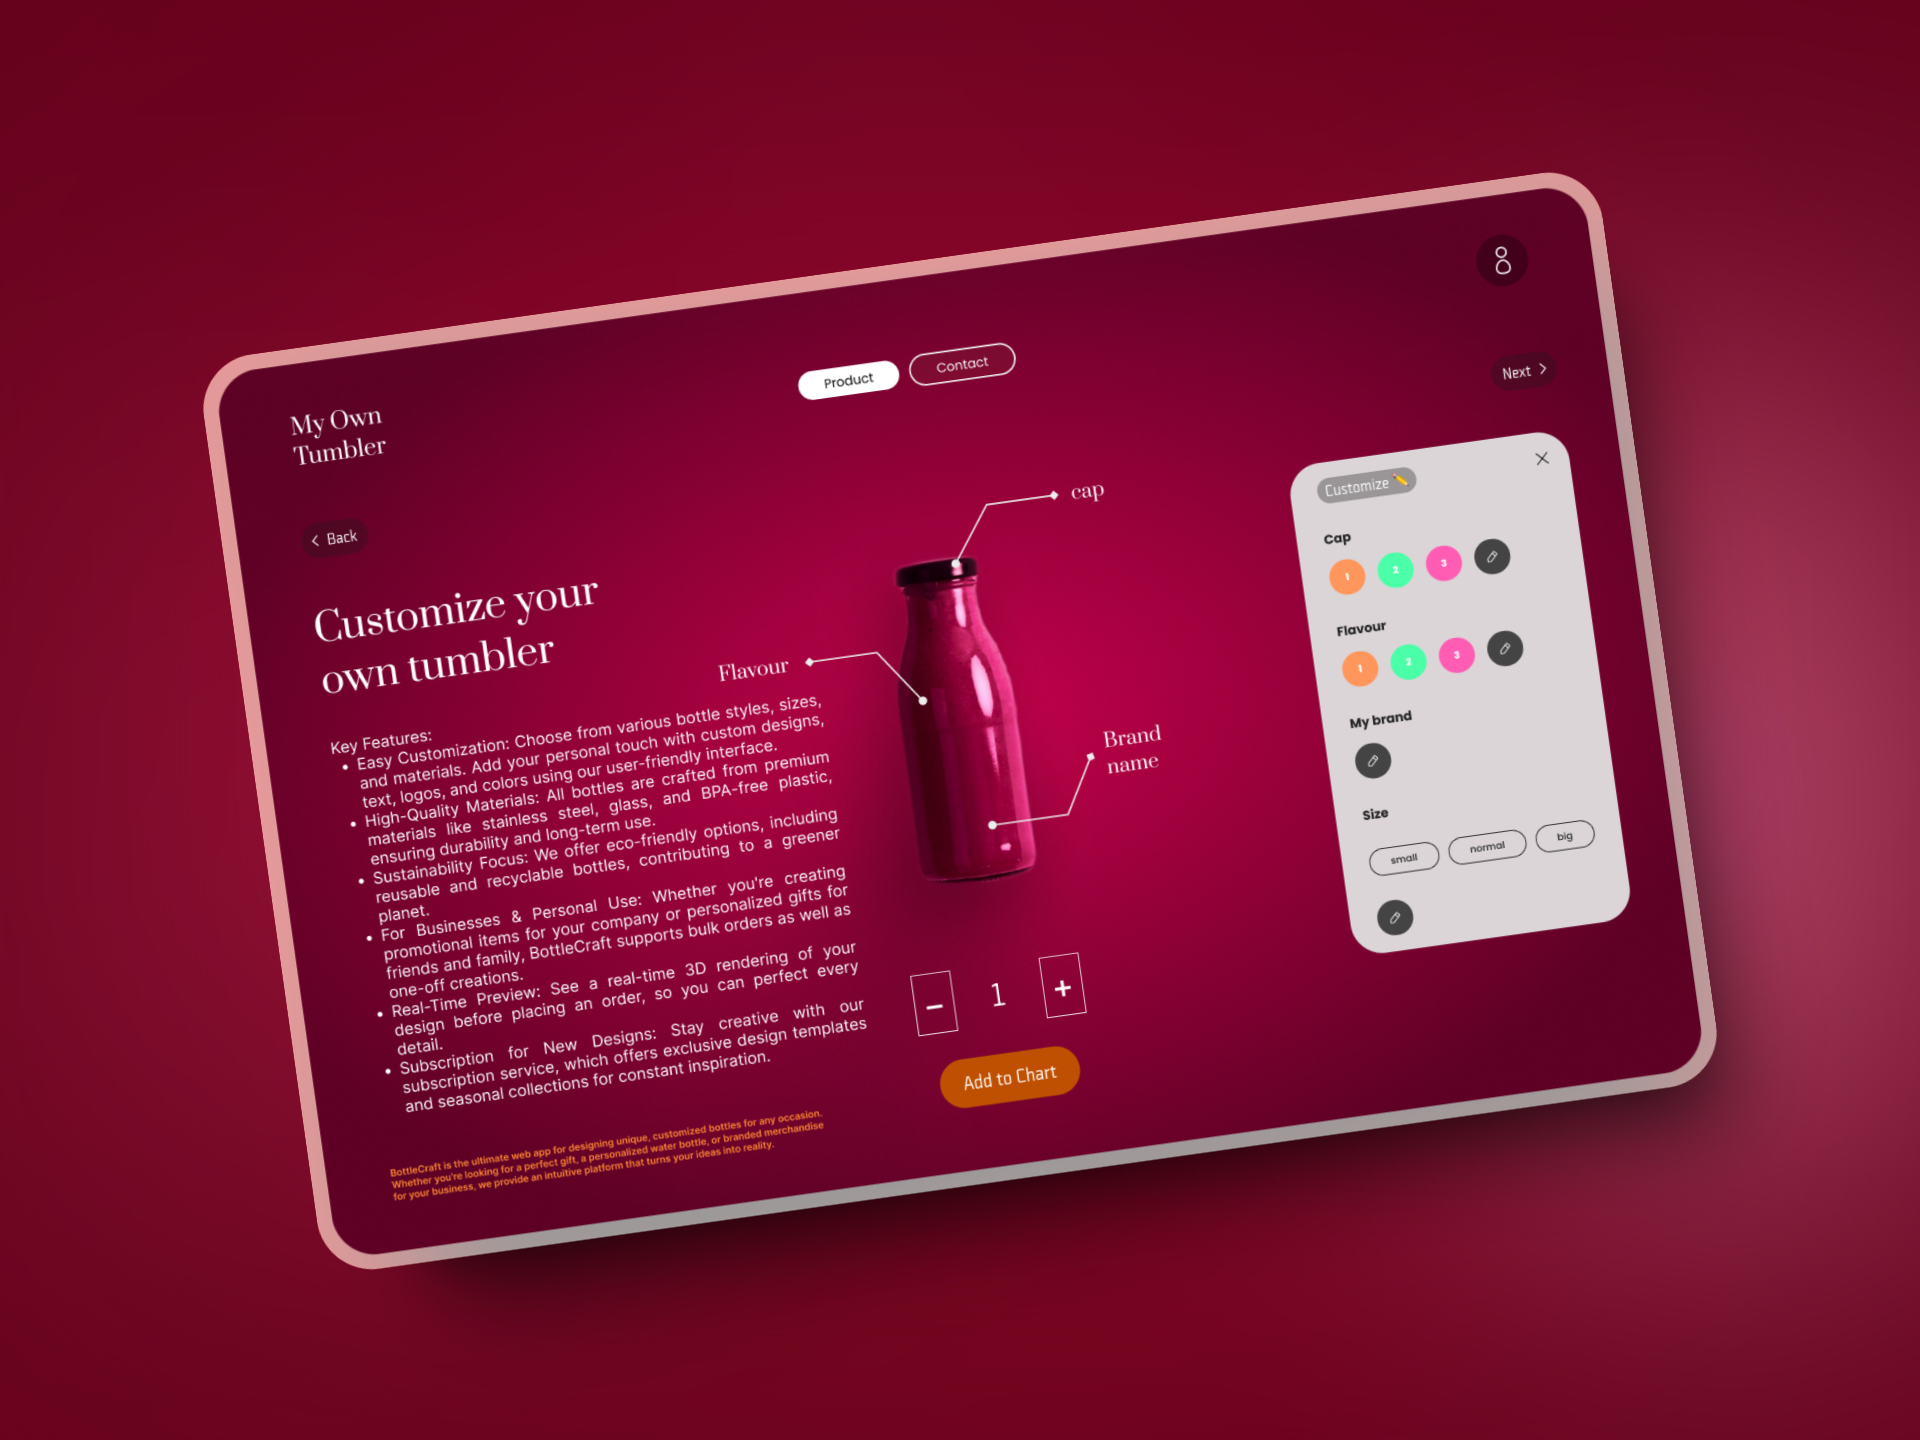 Product
Contact
Next
My Own
Tumbler
Back
Customize your
own tumbler
Key Features:
• Easy Customization: Choose from various bottle styles, sizes,
and materials. Add your personal touch with custom designs,
text, logos, and colors using our user-friendly interface.
• High-Quality Materials: All bottles are crafted from premium
materials like stainless steel, glass, and BPA-free plastic,
ensuring durability and long-term use.
• Sustainability Focus: We offer eco-friendly options, including
reusable and recyclable bottles, contributing to a greener
planet.
• For Businesses & Personal Use: Whether you're creating
promotional items for your company or personalized gifts for
friends and family, BottleCraft supports bulk orders as well as
one-off creations.
• Real-Time Preview: See a real-time 3D rendering of your
design before placing an order, so you can perfect every
detail.
• Subscription for New Designs: Stay creative with our
subscription service, which offers exclusive design templates
and seasonal collections for constant inspiration.
BottleCraft is the ultimate web app for designing unique, customized bottles for any occasion.
Whether you're looking for a perfect gift, a personalized water bottle, or branded merchandise
for your business, we provide an intuitive platform that turns your ideas into reality.
cap
Flavour
Brand
name
− 1 +
Add to Chart
Customize ✏️
Cap
1 2 3
Flavour
1 2 3
My brand
Size
small normal big